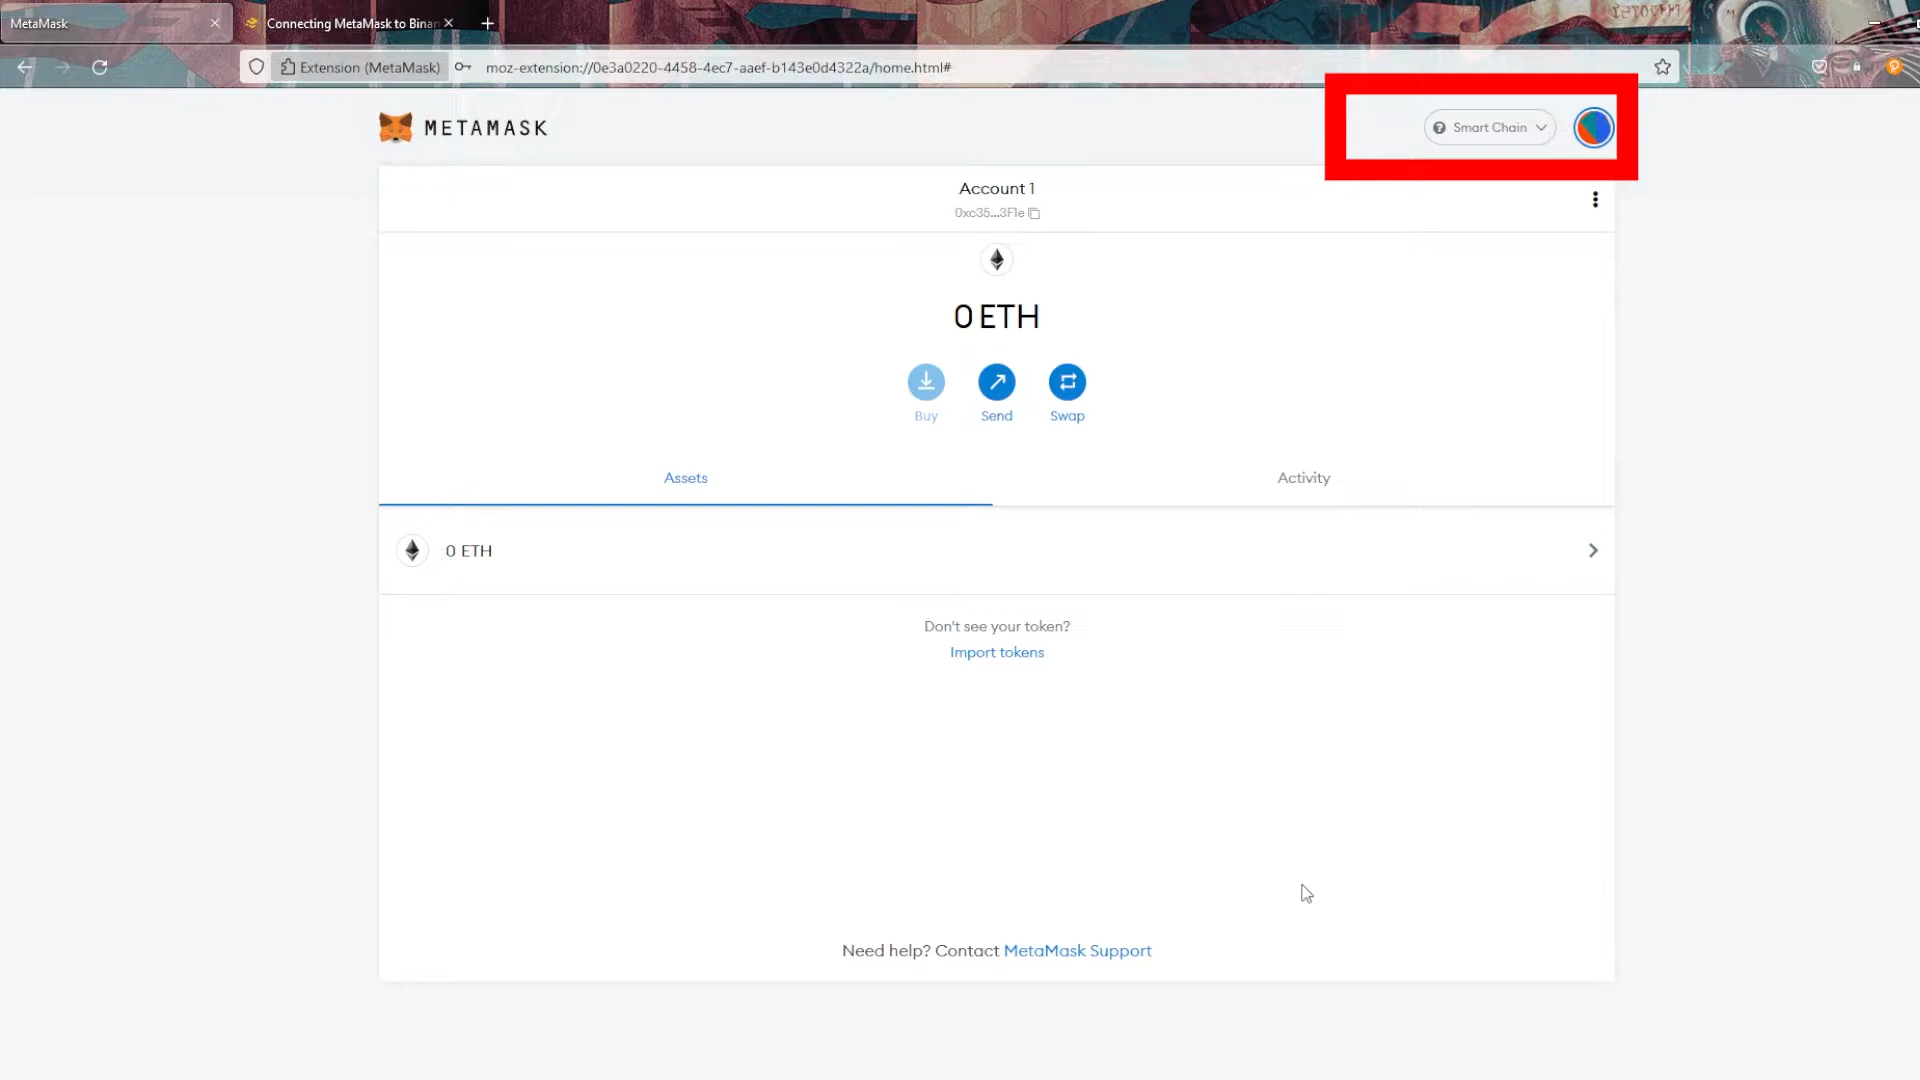 MetaMask
Connecting MetaMask to Binan
Extension (MetaMask)
moz-extension://0e3a0220-4458-4ec7-aaef-b143e0d4322a/home.html#
METAMASK
Smart Chain
Account 1
0xc35...3F1e
0 ETH
Buy
Send
Swap
Assets
Activity
0 ETH
Don't see your token?
Import tokens
Need help? Contact MetaMask Support